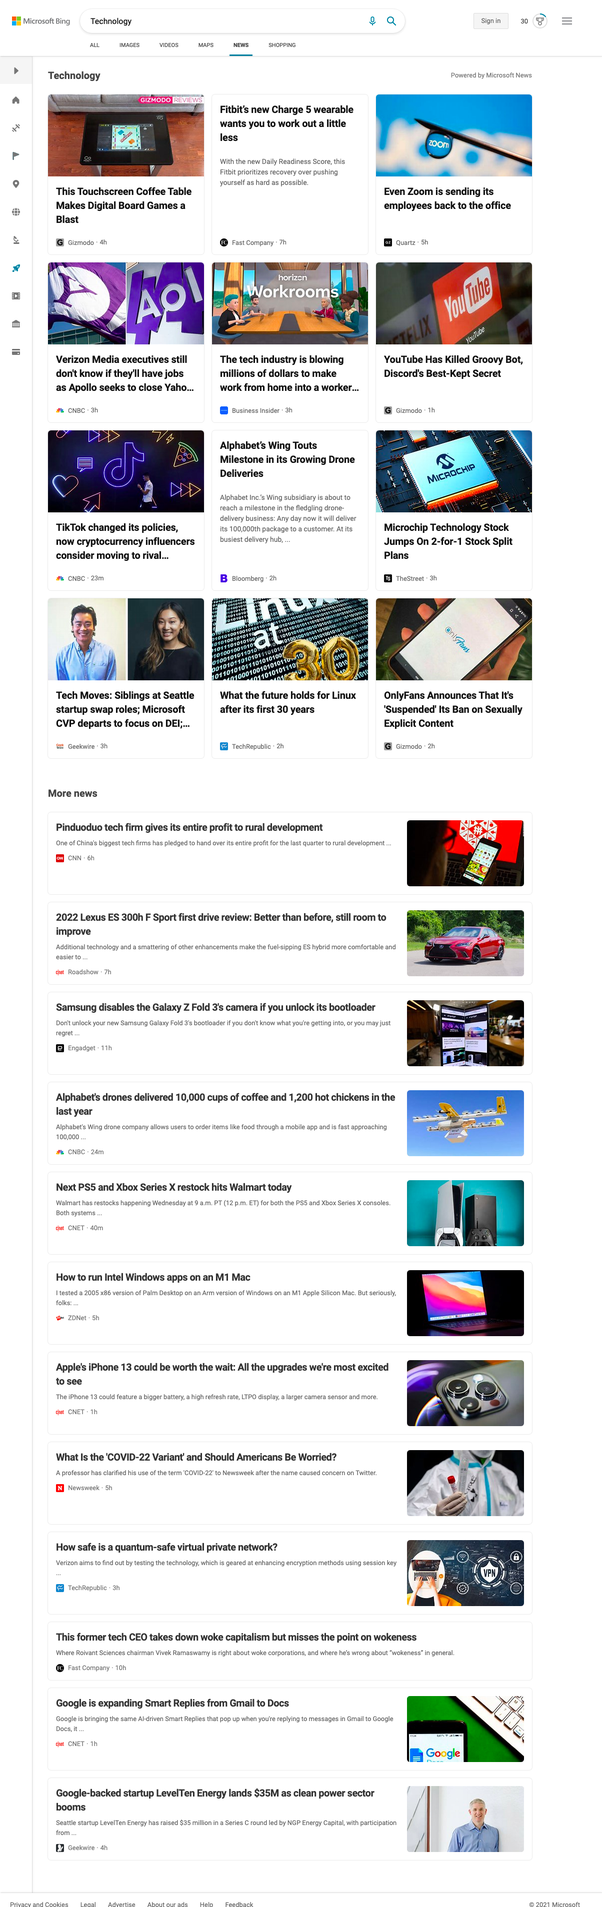 Microsoft Bing
Technology
Sign in
30
ALL
IMAGES
VIDEOS
MAPS
NEWS
SHOPPING
Technology
Powered by Microsoft News
GIZMODO REVIEWS
This Touchscreen Coffee Table
Makes Digital Board Games a
Blast
Gizmodo · 4h
Fitbit's new Charge 5 wearable
wants you to work out a little
less
With the new Daily Readiness Score, this
Fitbit prioritizes recovery over pushing
yourself as hard as possible.
Fast Company · 7h
zoom
Even Zoom is sending its
employees back to the office
Quartz · 5h
Aol
Verizon Media executives still
don't know if they'll have jobs
as Apollo seeks to close Yaho...
CNBC · 3h
horizon
Workrooms
The tech industry is blowing
millions of dollars to make
work from home into a worker...
Business Insider · 3h
YouTube
YouTube
YouTube Has Killed Groovy Bot,
Discord's Best-Kept Secret
Gizmodo · 1h
TikTok changed its policies,
now cryptocurrency influencers
consider moving to rival...
CNBC · 23m
Alphabet's Wing Touts
Milestone in its Growing Drone
Deliveries
Alphabet Inc.'s Wing subsidiary is about to
reach a milestone in the fledgling drone-
delivery business: Any day now it will deliver
its 100,000th package to a customer. At its
busiest delivery hub, ...
Bloomberg · 2h
MICROCHIP
Microchip Technology Stock
Jumps On 2-for-1 Stock Split
Plans
TheStreet · 3h
Tech Moves: Siblings at Seattle
startup swap roles; Microsoft
CVP departs to focus on DEI;...
Geekwire · 3h
Linux
at 30
What the future holds for Linux
after its first 30 years
TechRepublic · 2h
OnlyFans
OnlyFans Announces That It's
'Suspended' Its Ban on Sexually
Explicit Content
Gizmodo · 2h
More news
Pinduoduo tech firm gives its entire profit to rural development
One of China's biggest tech firms has pledged to hand over its entire profit for the last quarter to rural development ...
CNN · 6h
2022 Lexus ES 300h F Sport first drive review: Better than before, still room to
improve
Additional technology and a smattering of other enhancements make the fuel-sipping ES hybrid more comfortable and
easier to ...
Roadshow · 7h
Samsung disables the Galaxy Z Fold 3's camera if you unlock its bootloader
Don't unlock your new Samsung Galaxy Fold 3's bootloader if you don't know what you're getting into, or you may just
regret ...
Engadget · 11h
Alphabet's drones delivered 10,000 cups of coffee and 1,200 hot chickens in the
last year
Alphabet's Wing drone company allows users to order items like food through a mobile app and is fast approaching
100,000 ...
CNBC · 24m
Next PS5 and Xbox Series X restock hits Walmart today
Walmart has restocks happening Wednesday at 9 a.m. PT (12 p.m. ET) for both the PS5 and Xbox Series X consoles.
Both systems ...
CNET · 40m
How to run Intel Windows apps on an M1 Mac
I tested a 2005 x86 version of Palm Desktop on an Arm version of Windows on an M1 Apple Silicon Mac. But seriously,
folks: ...
ZDNet · 5h
Apple's iPhone 13 could be worth the wait: All the upgrades we're most excited
to see
The iPhone 13 could feature a bigger battery, a high refresh rate, LTPO display, a larger camera sensor and more.
CNET · 1h
What Is the 'COVID-22 Variant' and Should Americans Be Worried?
A professor has clarified his use of the term 'COVID-22' to Newsweek after the name caused concern on Twitter.
Newsweek · 5h
How safe is a quantum-safe virtual private network?
Verizon aims to find out by testing the technology, which is geared at enhancing encryption methods using session key
...
TechRepublic · 3h
VPN
This former tech CEO takes down woke capitalism but misses the point on wokeness
Where Roivant Sciences chairman Vivek Ramaswamy is right about woke corporations, and where he's wrong about "wokeness" in general.
Fast Company · 10h
Google is expanding Smart Replies from Gmail to Docs
Google is bringing the same AI-driven Smart Replies that pop up when you're replying to messages in Gmail to Google
Docs, it ...
CNET · 1h
Google
Google-backed startup LevelTen Energy lands $35M as clean power sector
booms
Seattle startup LevelTen Energy has raised $35 million in a Series C round led by NGP Energy Capital, with participation
from ...
Geekwire · 4h
Privacy and Cookies
Legal
Advertise
About our ads
Help
Feedback
© 2021 Microsoft